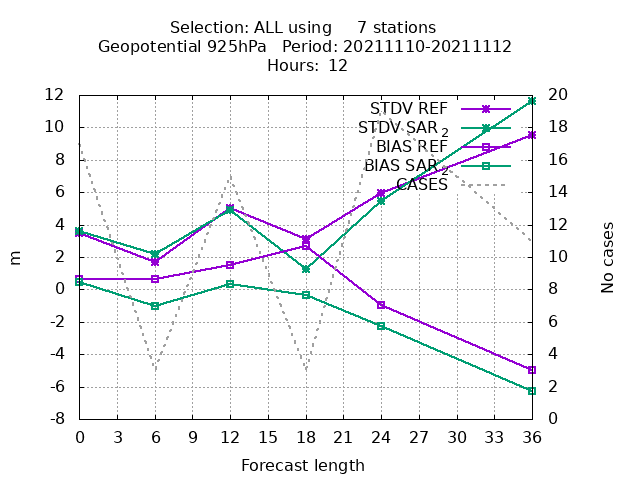 Selection: ALL using     7 stations
Geopotential 925hPa   Period: 20211110-20211112
Hours:  12
STDV REF
STDV SAR 2
BIAS REF
BIAS SAR 2
CASES
12
10
8
6
4
2
0
-2
-4
-6
-8
m
20
18
16
14
12
10
8
6
4
2
0
No cases
0 3 6 9 12 15 18 21 24 27 30 33 36
Forecast length